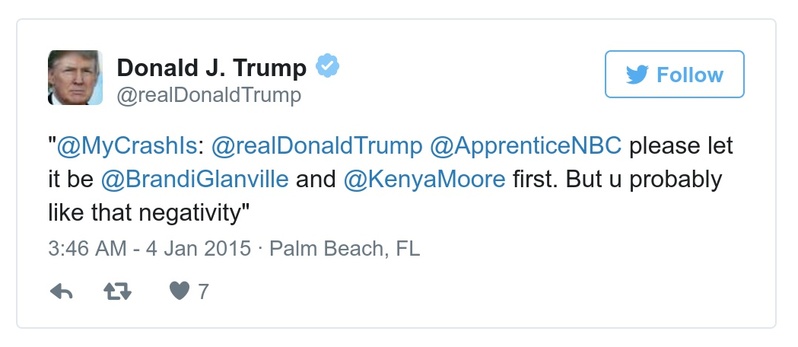 Donald J. Trump
@realDonaldTrump
Follow
"@MyCrashIs: @realDonaldTrump @ApprenticeNBC please let
it be @BrandiGlanville and @KenyaMoore first. But u probably
like that negativity"
3:46 AM - 4 Jan 2015 · Palm Beach, FL
7